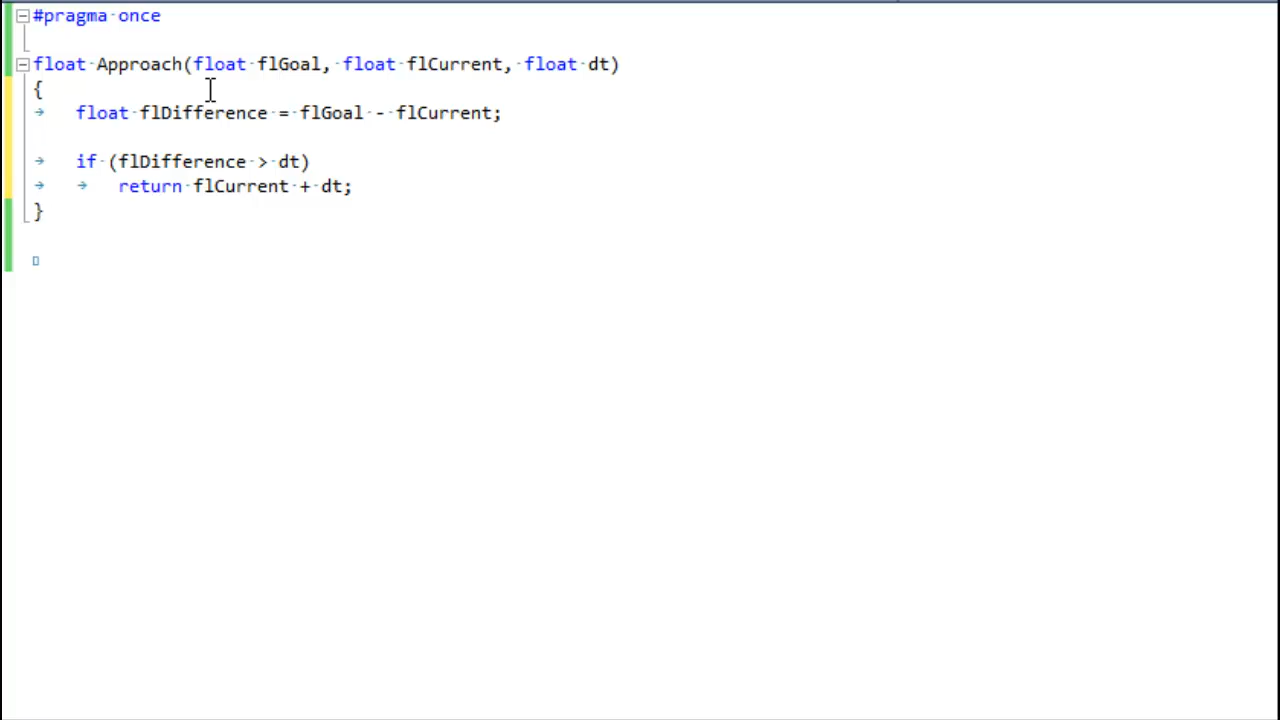 #pragma once
float Approach(float flGoal, float flCurrent, float dt)
{
float flDifference = flGoal - flCurrent;
if (flDifference > dt)
return flCurrent + dt;
}